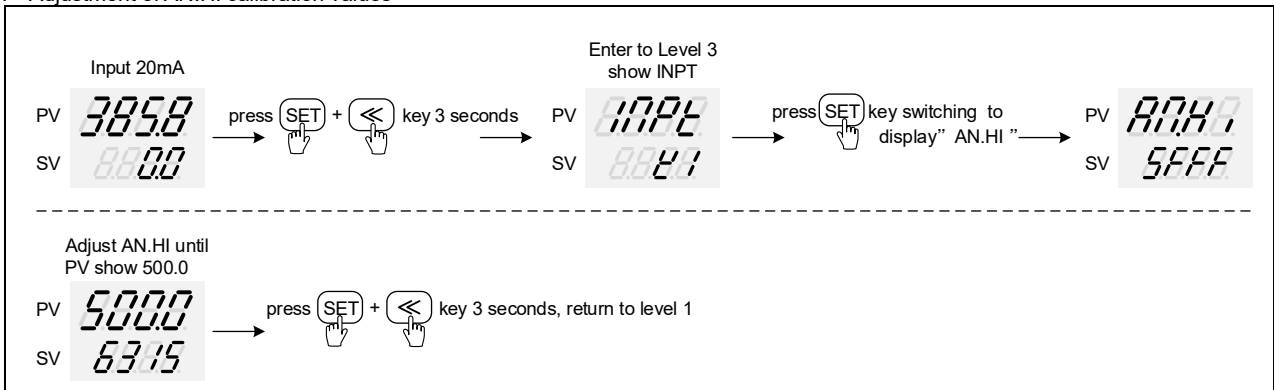 Adjustment of AN.HI calibration values
Input 20mA
PV 385.8
SV 0.0
press SET + ≪ key 3 seconds
Enter to Level 3
show INPT
PV INPt
SV K1
press SET key switching to
display” AN.HI ”
PV AN.HI
SV 5FFF
Adjust AN.HI until
PV show 500.0
PV 500.0
SV 6315
press SET + ≪ key 3 seconds, return to level 1